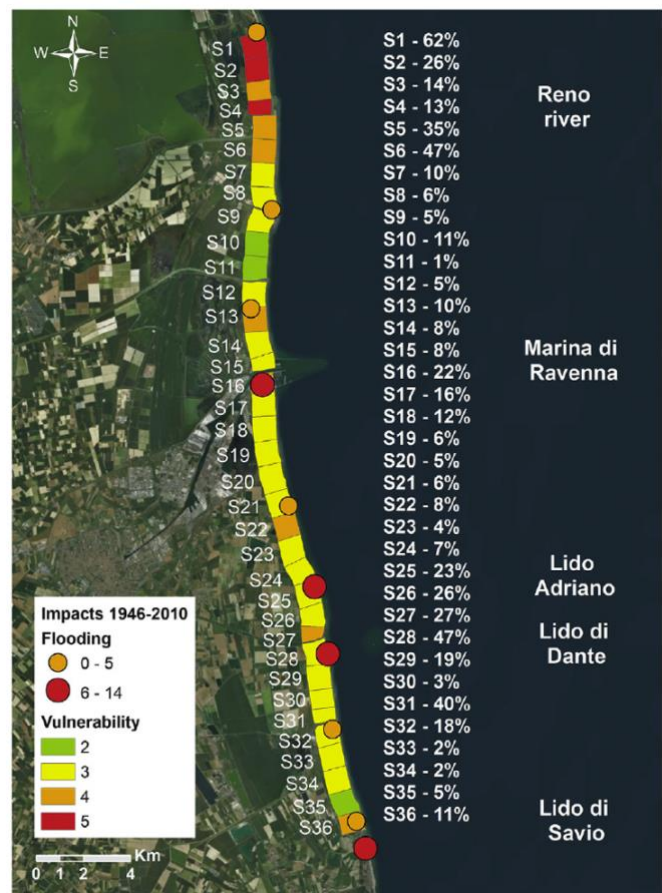 N
W E
S
S1
S2
S3
S4
S5
S6
S7
S8
S9
S10
S11
S12
S13
S14
S15
S16
S17
S18
S19
S20
S21
S22
S23
S24
S25
S26
S27
S28
S29
S30
S31
S32
S33
S34
S35
S36
S1 - 62%
S2 - 26%
S3 - 14%
S4 - 13%
S5 - 35%
S6 - 47%
S7 - 10%
S8 - 6%
S9 - 5%
S10 - 11%
S11 - 1%
S12 - 5%
S13 - 10%
S14 - 8%
S15 - 8%
S16 - 22%
S17 - 16%
S18 - 12%
S19 - 6%
S20 - 5%
S21 - 6%
S22 - 8%
S23 - 4%
S24 - 7%
S25 - 23%
S26 - 26%
S27 - 27%
S28 - 47%
S29 - 19%
S30 - 3%
S31 - 40%
S32 - 18%
S33 - 2%
S34 - 2%
S35 - 5%
S36 - 11%
Reno
river
Marina di
Ravenna
Lido
Adriano
Lido di
Dante
Lido di
Savio
Impacts 1946-2010
Flooding
0 - 5
6 - 14
Vulnerability
2
3
4
5
Km
0 2 4